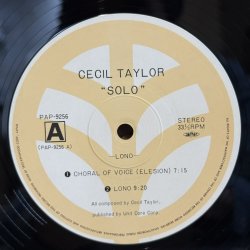 CECIL TAYLOR
"SOLO"
PAP-9256
STEREO
A
33⅓RPM
(PAP-9256 A)
LONO
❶ CHORAL OF VOICE (ELESION) 7:15
❷ LONO 9:20
All composed by Cecil Taylor,
published by Unit Core Corp.